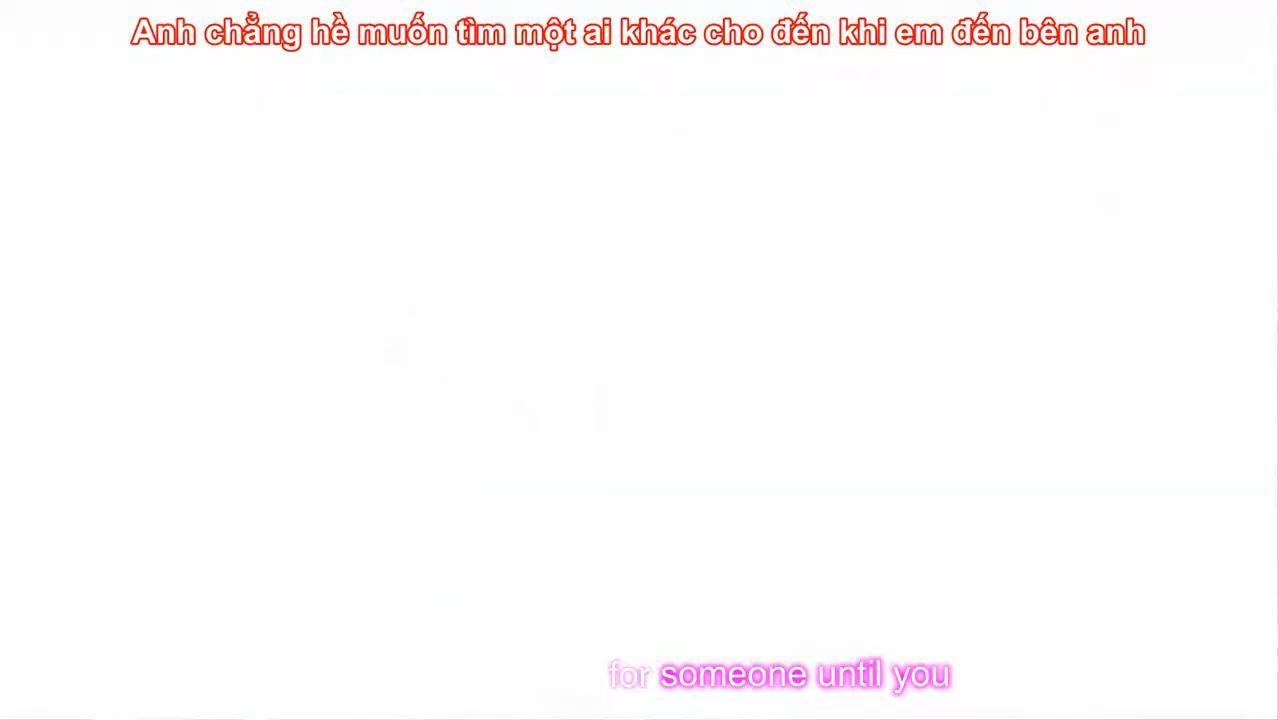 Anh chẳng hề muốn tìm một ai khác cho đến khi em đến bên anh
for someone until you